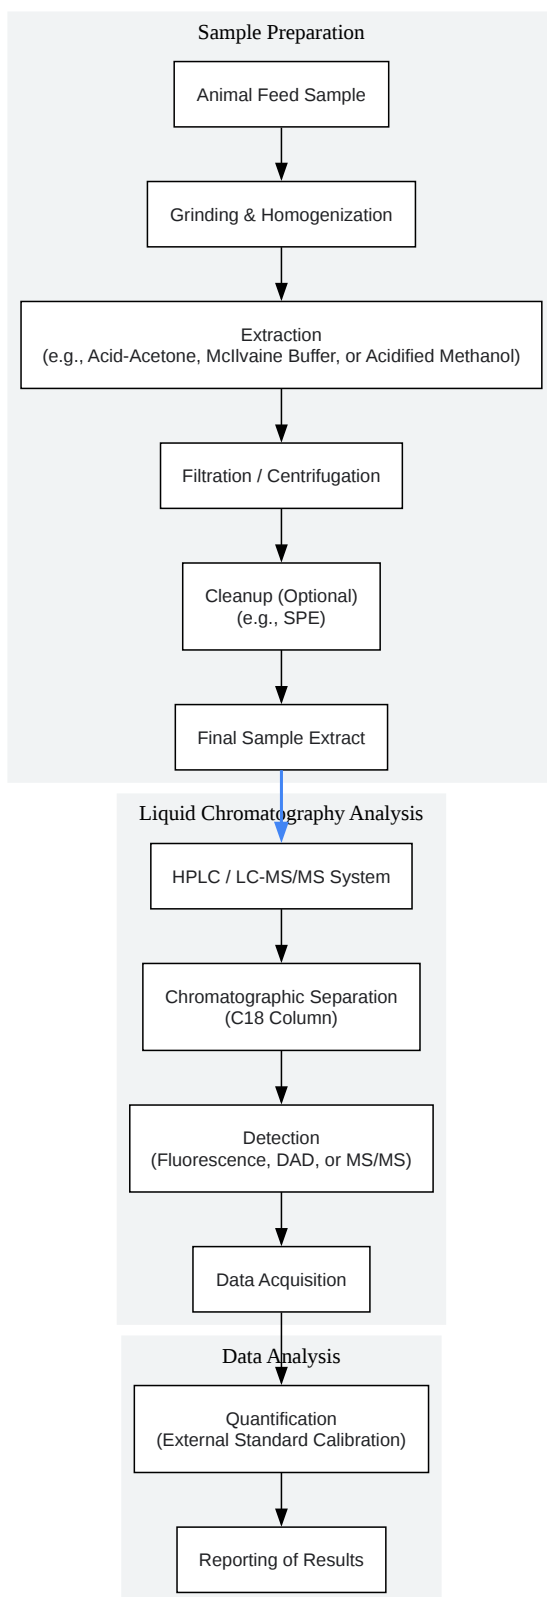 Sample Preparation
Animal Feed Sample
Grinding & Homogenization
Extraction
(e.g., Acid-Acetone, McIlvaine Buffer, or Acidified Methanol)
Filtration / Centrifugation
Cleanup (Optional)
(e.g., SPE)
Final Sample Extract
Liquid Chromatography Analysis
HPLC / LC-MS/MS System
Chromatographic Separation
(C18 Column)
Detection
(Fluorescence, DAD, or MS/MS)
Data Acquisition
Data Analysis
Quantification
(External Standard Calibration)
Reporting of Results